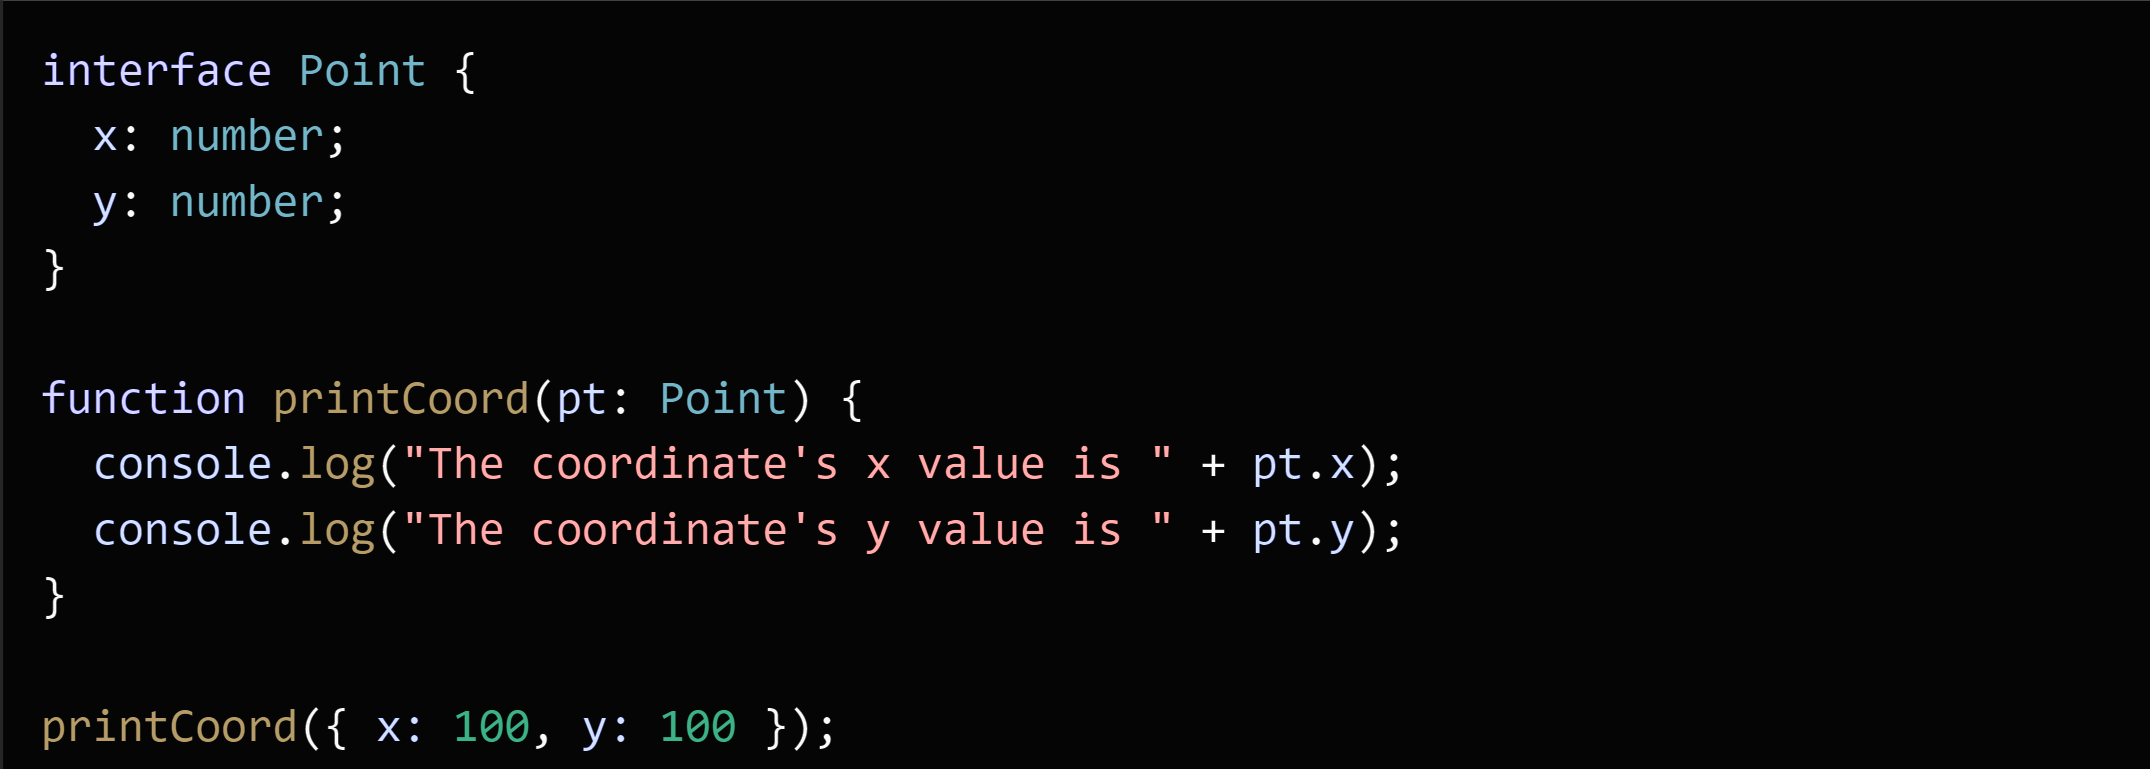 interface Point {
  x: number;
  y: number;
}

function printCoord(pt: Point) {
  console.log("The coordinate's x value is " + pt.x);
  console.log("The coordinate's y value is " + pt.y);
}

printCoord({ x: 100, y: 100 });